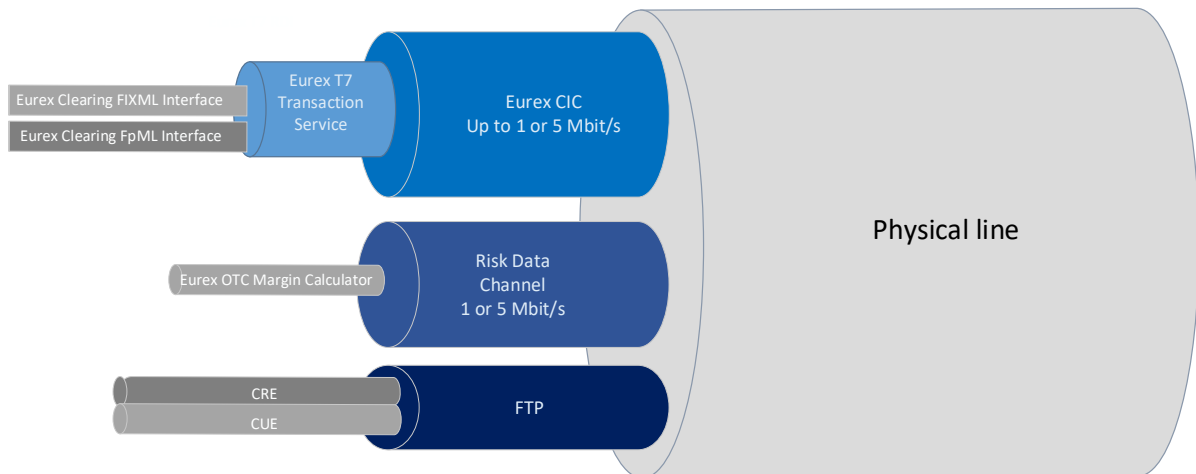 Eurex T7
Transaction
Service
Eurex Clearing FIXML Interface
Eurex Clearing FpML Interface
Eurex CIC
Up to 1 or 5 Mbit/s
Physical line
Eurex OTC Margin Calculator
Risk Data
Channel
1 or 5 Mbit/s
CRE
CUE
FTP